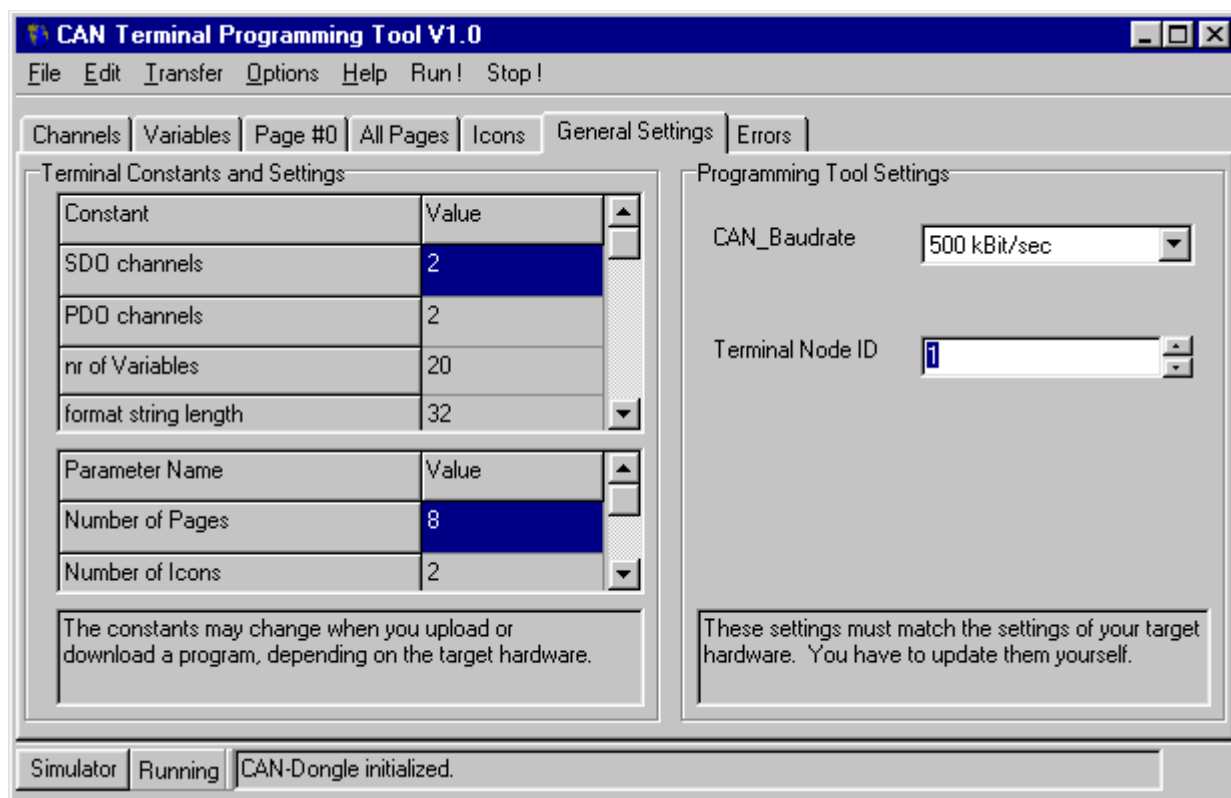 CAN Terminal Programming Tool V1.0
File Edit Transfer Options Help Run! Stop!
Channels Variables Page #0 All Pages Icons General Settings Errors
Terminal Constants and Settings
Constant Value
SDO channels 2
PDO channels 2
nr of Variables 20
format string length 32
Parameter Name Value
Number of Pages 8
Number of Icons 2
The constants may change when you upload or
download a program, depending on the target hardware.
Programming Tool Settings
CAN_Baudrate 500 kBit/sec
Terminal Node ID 1
These settings must match the settings of your target
hardware. You have to update them yourself.
Simulator Running CAN-Dongle initialized.